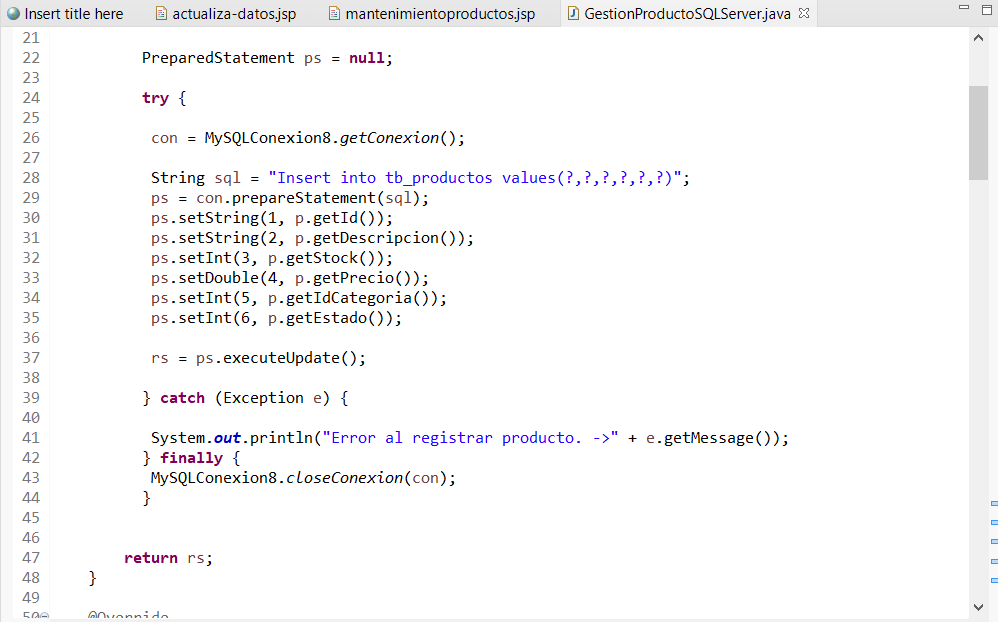 Insert title here actualiza-datos.jsp mantenimientoproductos.jsp GestionProductoSQLServer.java
21
22 PreparedStatement ps = null;
23
24 try {
25
26 con = MySQLConexion8.getConexion();
27
28 String sql = "Insert into tb_productos values(?,?,?,?,?,?)";
29 ps = con.prepareStatement(sql);
30 ps.setString(1, p.getId());
31 ps.setString(2, p.getDescripcion());
32 ps.setInt(3, p.getStock());
33 ps.setDouble(4, p.getPrecio());
34 ps.setInt(5, p.getIdCategoria());
35 ps.setInt(6, p.getEstado());
36
37 rs = ps.executeUpdate();
38
39 } catch (Exception e) {
40
41 System.out.println("Error al registrar producto. ->" + e.getMessage());
42 } finally {
43 MySQLConexion8.closeConexion(con);
44 }
45
46
47 return rs;
48 }
49
50 @Override